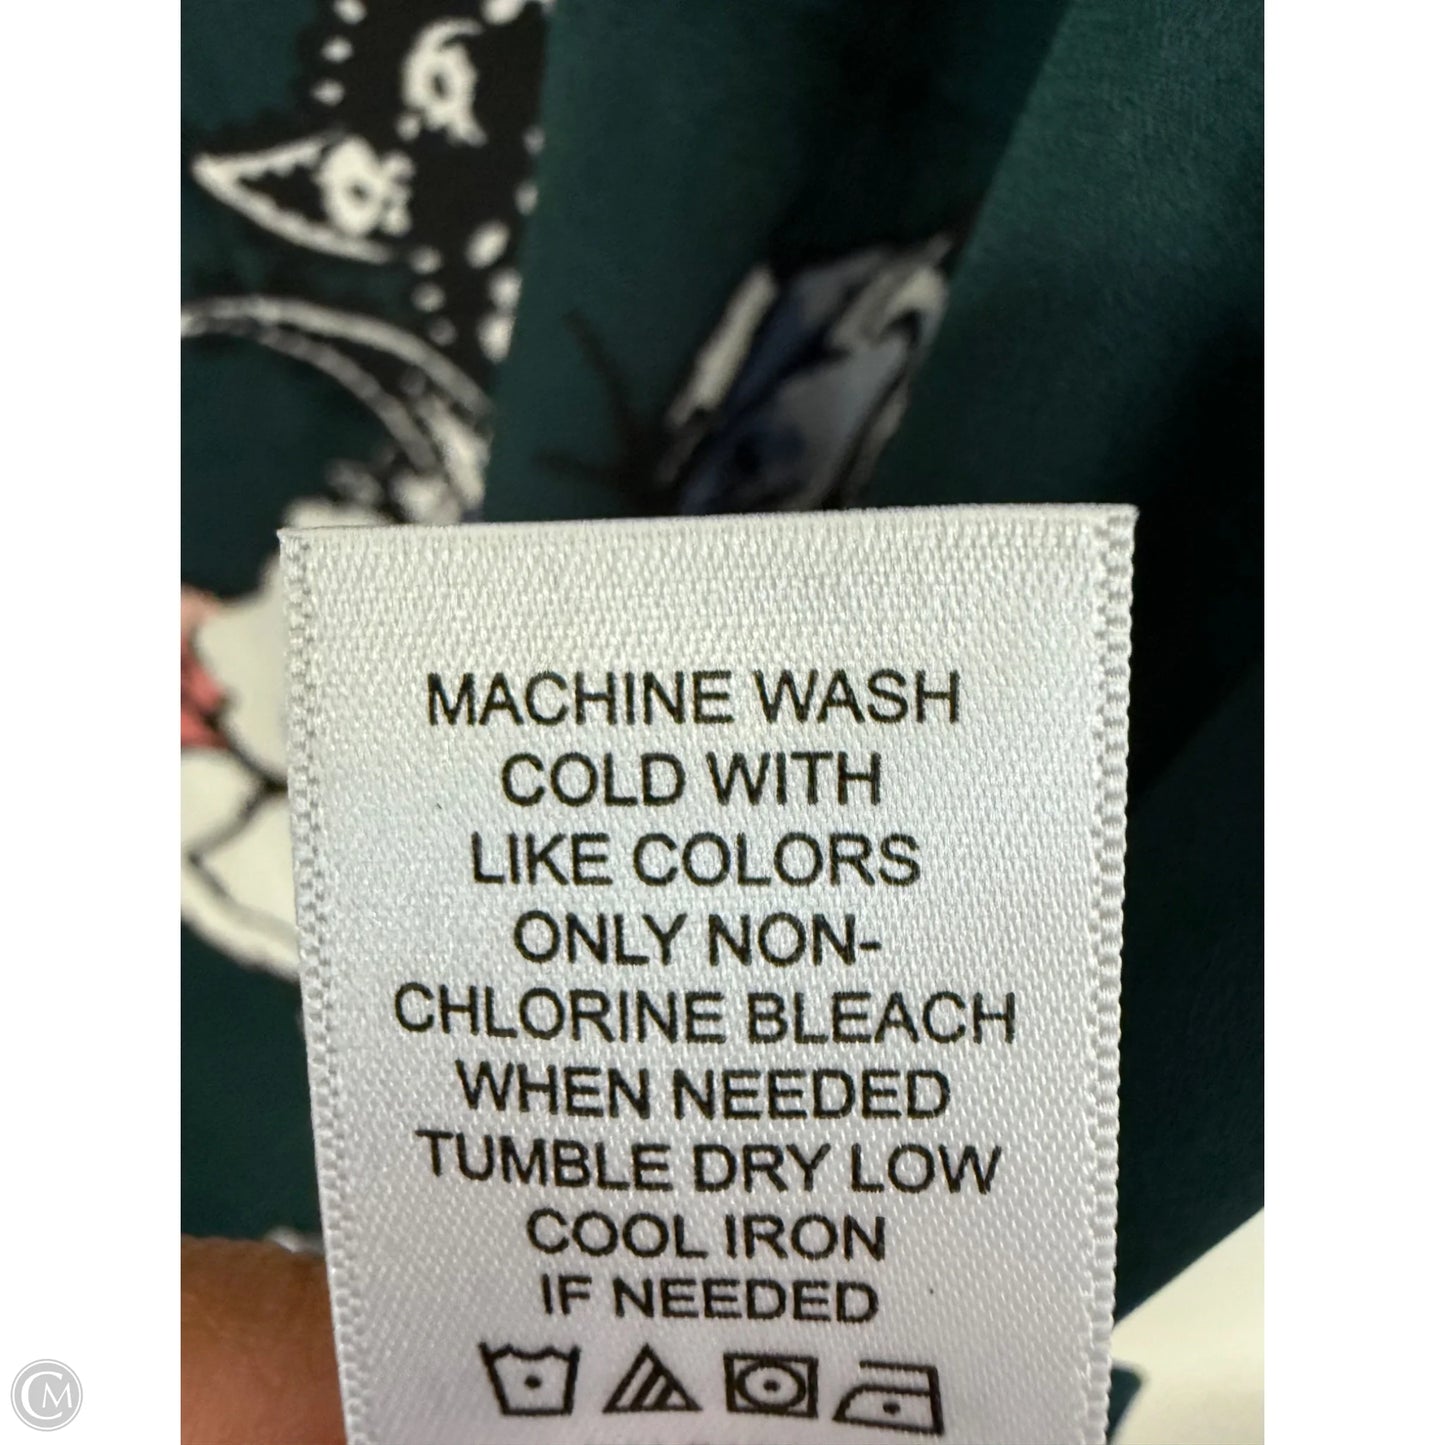 MACHINE WASH
COLD WITH
LIKE COLORS
ONLY NON-
CHLORINE BLEACH
WHEN NEEDED
TUMBLE DRY LOW
COOL IRON
IF NEEDED
CM